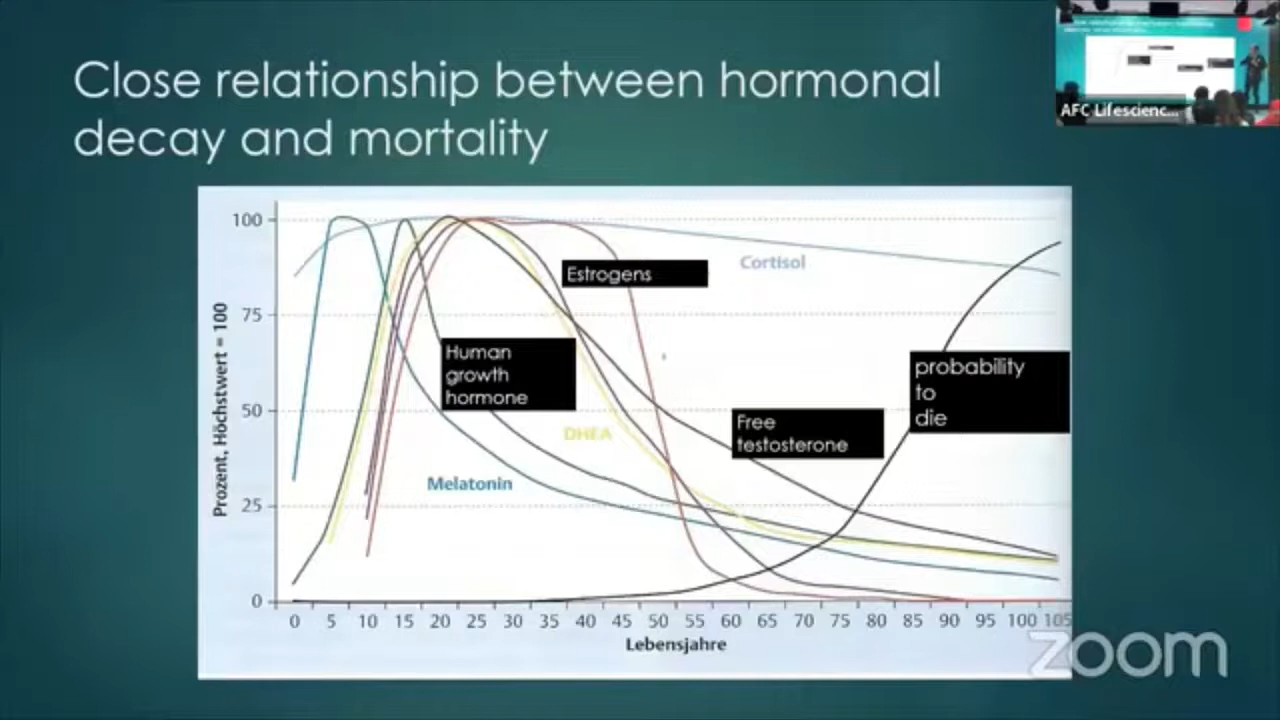 Close relationship between hormonal
decay and mortality
AFC Lifescienc...
Prozent, Höchstwert = 100
100
75
50
25
0
Estrogens
Cortisol
Human
growth
hormone
DHEA
Melatonin
Free
testosterone
probability
to
die
0 5 10 15 20 25 30 35 40 45 50 55 60 65 70 75 80 85 90 95 100 105
Lebensjahre
zoom